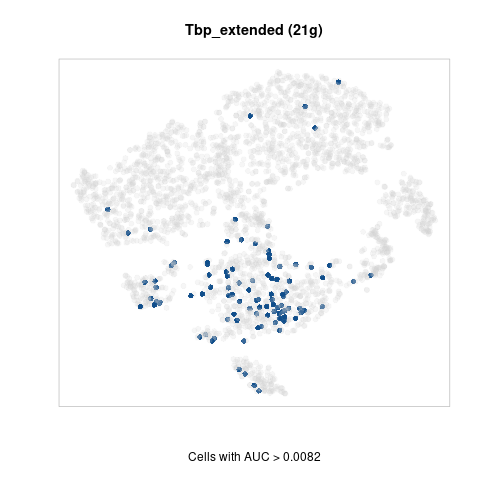 Tbp_extended (21g)
Cells with AUC > 0.0082